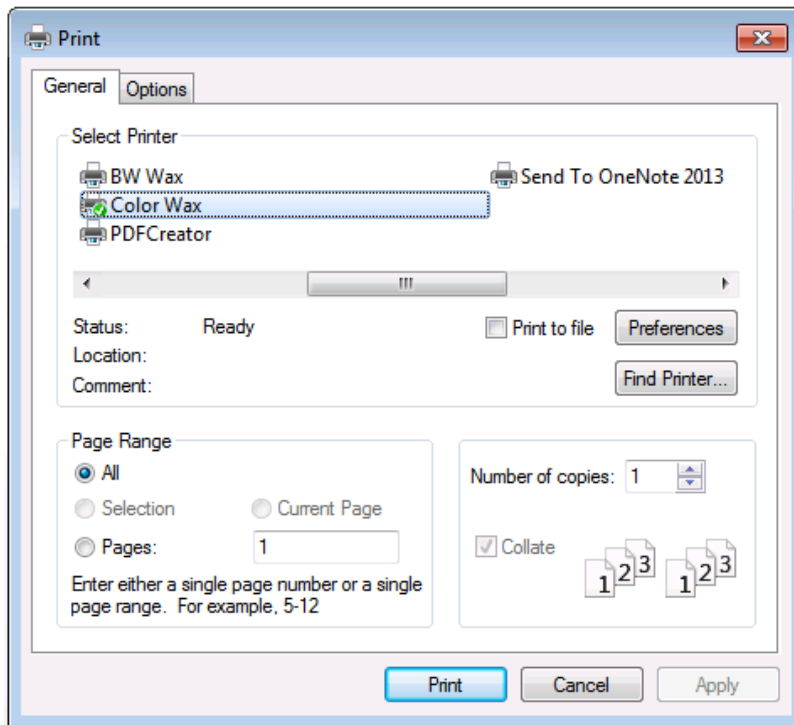 Print
General Options
Select Printer
BW Wax Send To OneNote 2013
Color Wax
PDFCreator
Status: Ready Print to file Preferences
Location:
Comment: Find Printer...
Page Range
All Number of copies: 1
Selection Current Page
Pages: 1 Collate 1 2 3 1 2 3
Enter either a single page number or a single
page range. For example, 5-12
Print Cancel Apply